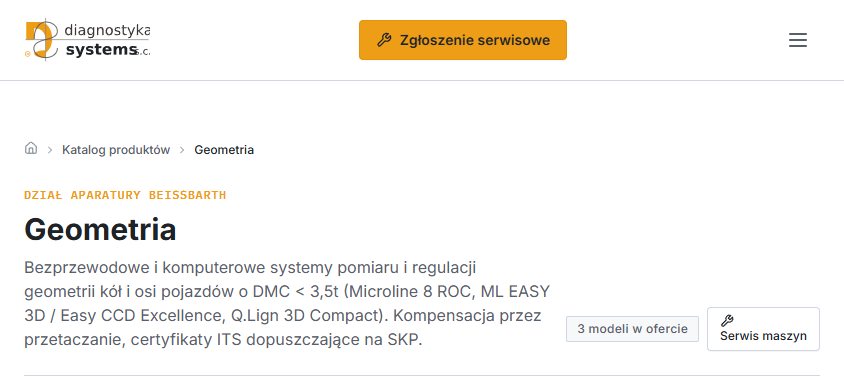 diagnostyka
systems s.c.
Zgłoszenie serwisowe
Katalog produktów
Geometria
DZIAŁ APARATURY BEISSBARTH
Geometria
Bezprzewodowe i komputerowe systemy pomiaru i regulacji
geometrii kół i osi pojazdów o DMC < 3,5t (Microline 8 ROC, ML EASY
3D / Easy CCD Excellence, Q.Lign 3D Compact). Kompensacja przez
przetaczanie, certyfikaty ITS dopuszczające na SKP.
3 modeli w ofercie
Serwis maszyn